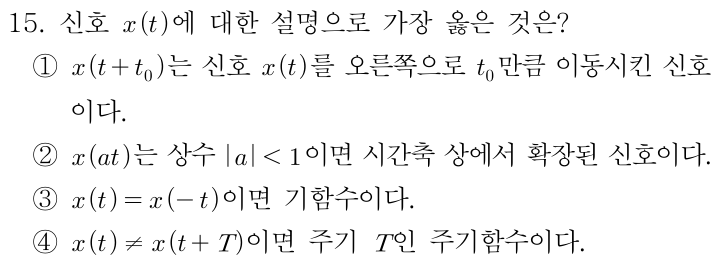 15. 신호 x(t)에 대한 설명으로 가장 옳은 것은?
① x(t+t₀)는 신호 x(t)를 오른쪽으로 t₀만큼 이동시킨 신호
이다.
② x(at)는 상수 |a| < 1이면 시간축 상에서 확장된 신호이다.
③ x(t) = x(−t)이면 기함수이다.
④ x(t) ≠ x(t+T)이면 주기 T인 주기함수이다.